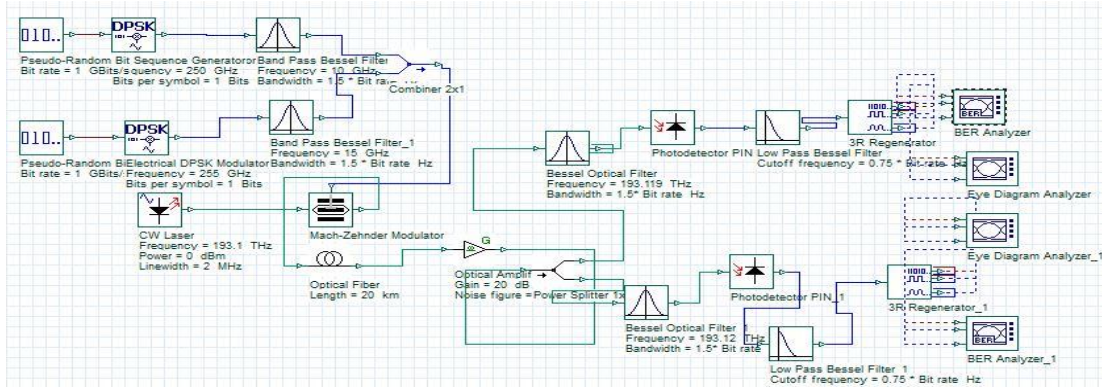 010..
DPSK
Pseudo-Random Bit Sequence Generator
Bit rate = 1 GBits/s
Frequency = 250 GHz
Bits per symbol = 1 Bits
Band Pass Bessel Filter
Frequency = 10 GHz
Bandwidth = 1.5 * Bit
Combiner 2x1
010..
DPSK
Pseudo-Random Bi
Bit rate = 1 GBits/
Electrical DPSK Modulator
Frequency = 255 GHz
Bits per symbol = 1 Bits
Band Pass Bessel Filter_1
Frequency = 15 GHz
Bandwidth = 1.5 * Bit rate Hz
CW Laser
Frequency = 193.1 THz
Power = 0 dBm
Linewidth = 2 MHz
Mach-Zehnder Modulator
Optical Fiber
Length = 20 km
G
Optical Amplif
Gain = 20 dB
Noise figure =
Power Splitter 1x
Bessel Optical Filter
Frequency = 193.119 THz
Bandwidth = 1.5* Bit rate Hz
Photodetector PIN
Low Pass Bessel Filter
Cutoff frequency = 0.75 * Bit rate Hz
3R Regenerator
BER
BER Analyzer
Eye Diagram Analyzer
Eye Diagram Analyzer_1
Bessel Optical Filter_1
Frequency = 193.12 THz
Bandwidth = 1.5* Bit rate
Photodetector PIN_1
Low Pass Bessel Filter_1
Cutoff frequency = 0.75 * Bit rate Hz
3R Regenerator_1
BER
BER Analyzer_1